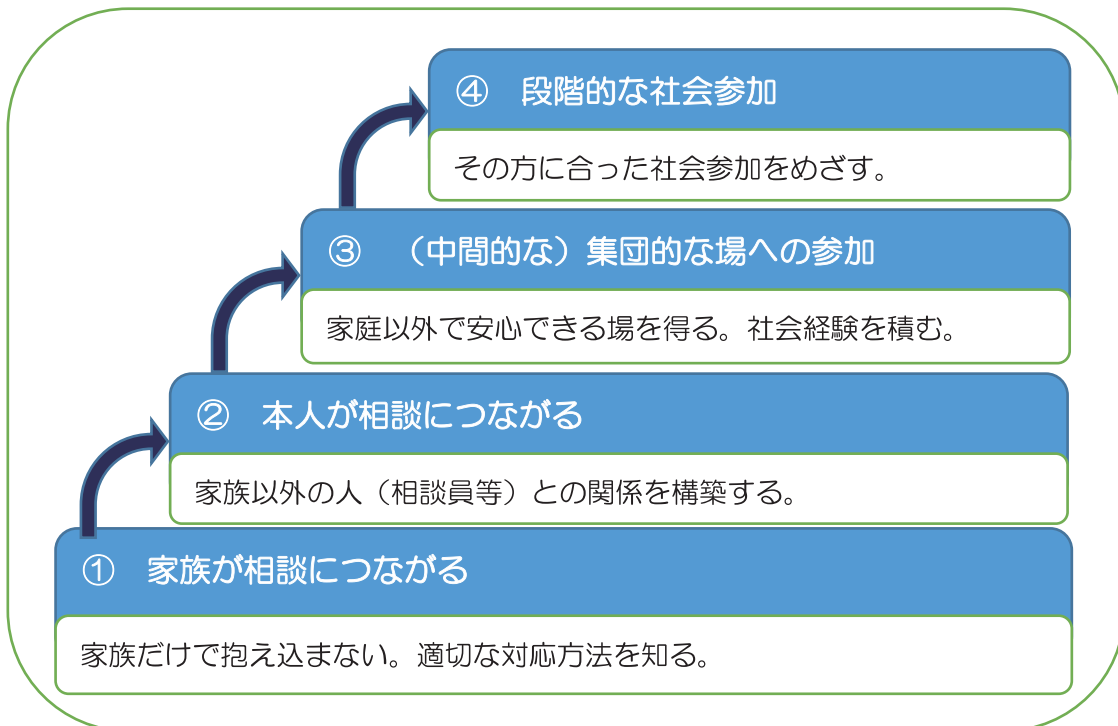 ④　段階的な社会参加
その方に合った社会参加をめざす。
③　（中間的な）集団的な場への参加
家庭以外で安心できる場を得る。社会経験を積む。
②　本人が相談につながる
家族以外の人（相談員等）との関係を構築する。
①　家族が相談につながる
家族だけで抱え込まない。適切な対応方法を知る。